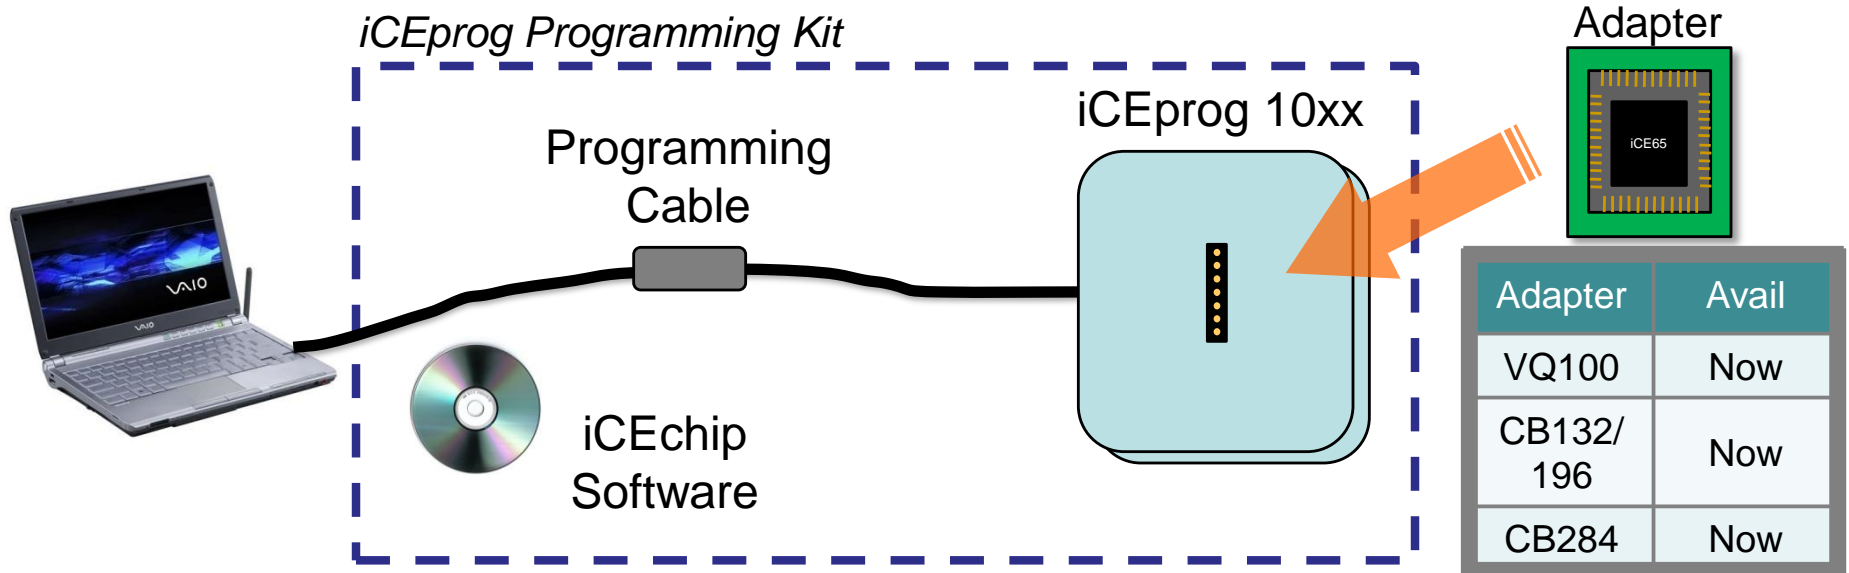 iCEprog Programming Kit
Adapter
iCEprog 10xx
iCE65
Programming
Cable
VAIO
VAIO
iCEchip
Software
Adapter Avail
VQ100 Now
CB132/
196 Now
CB284 Now